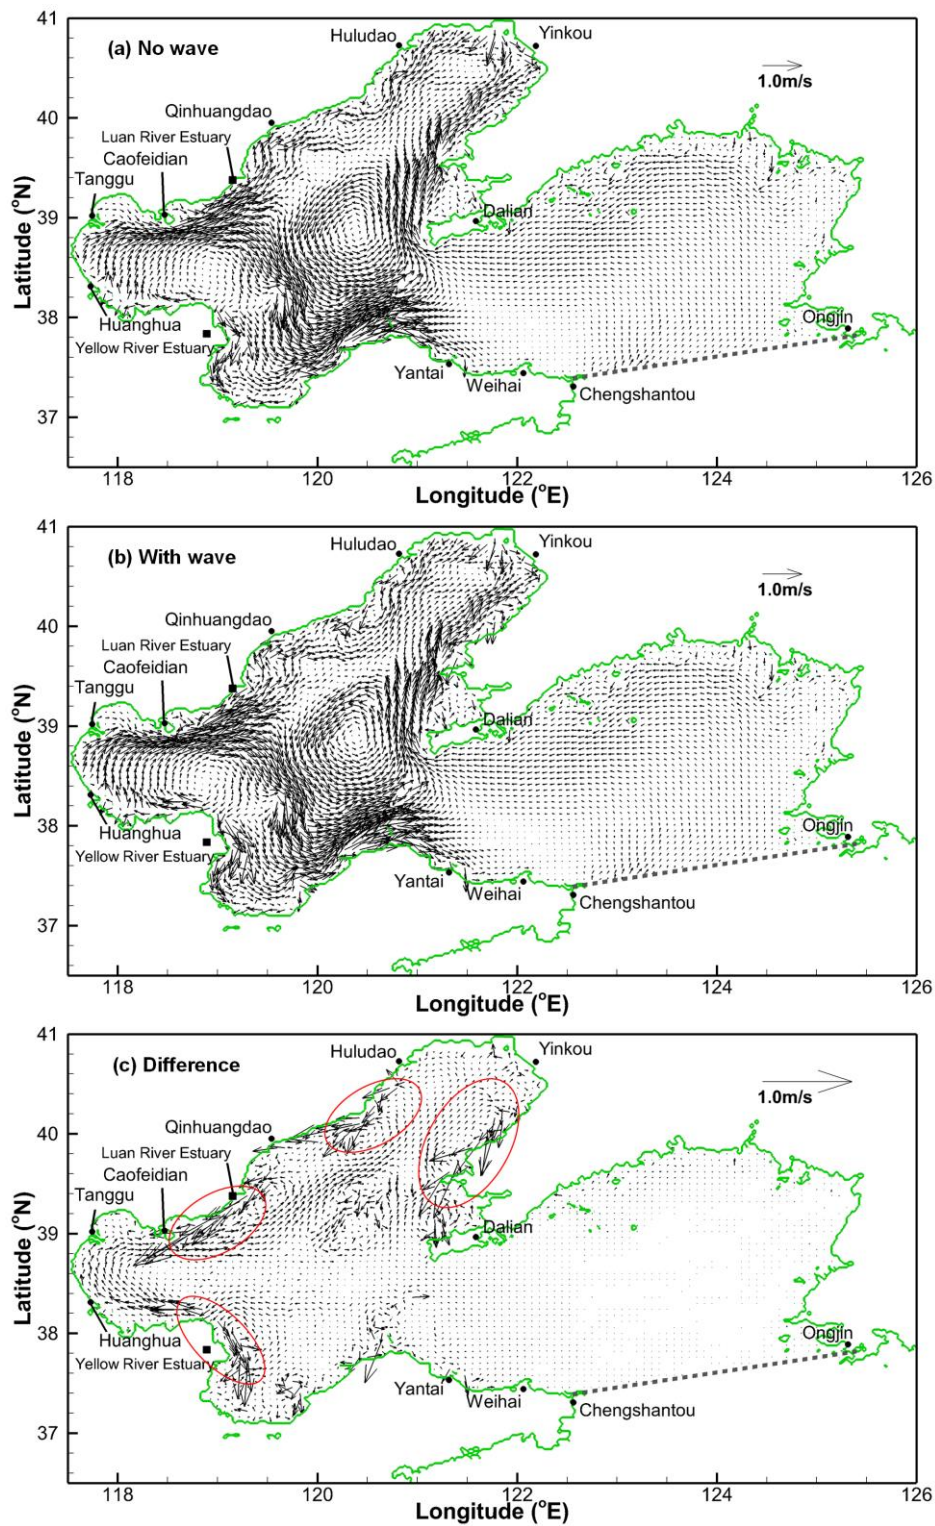 41
(a) No wave
Huludao
Yinkou
1.0m/s
Qinhuangdao
40
Luan River Estuary
Caofeidian
Tanggu
39
Dalian
Latitude (°N)
38
Huanghua
Yellow River Estuary
Ongjin
Yantai
Weihai
Chengshantou
37
118
120
122
124
126
Longitude (°E)
41
(b) With wave
Huludao
Yinkou
1.0m/s
Qinhuangdao
40
Luan River Estuary
Caofeidian
Tanggu
39
Dalian
Latitude (°N)
38
Huanghua
Yellow River Estuary
Ongjin
Yantai
Weihai
Chengshantou
37
118
120
122
124
126
Longitude (°E)
41
(c) Difference
Huludao
Yinkou
1.0m/s
Qinhuangdao
40
Luan River Estuary
Caofeidian
Tanggu
39
Dalian
Latitude (°N)
38
Huanghua
Yellow River Estuary
Ongjin
Yantai
Weihai
Chengshantou
37
118
120
122
124
126
Longitude (°E)